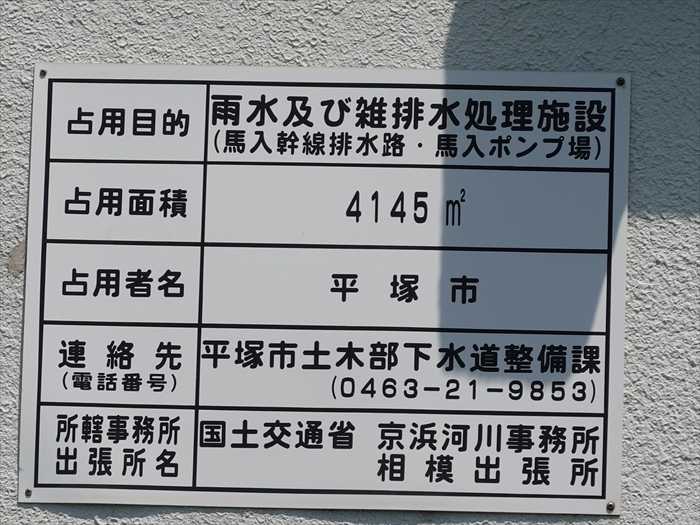 占用目的
雨水及び雑排水処理施設
(馬入幹線排水路・馬入ポンプ場)
占用面積
4145㎡
占用者名
平塚市
連絡先
(電話番号)
平塚市土木部下水道整備課
(0463-21-9853)
所轄事務所
出張所名
国土交通省 京浜河川事務所
相模出張所